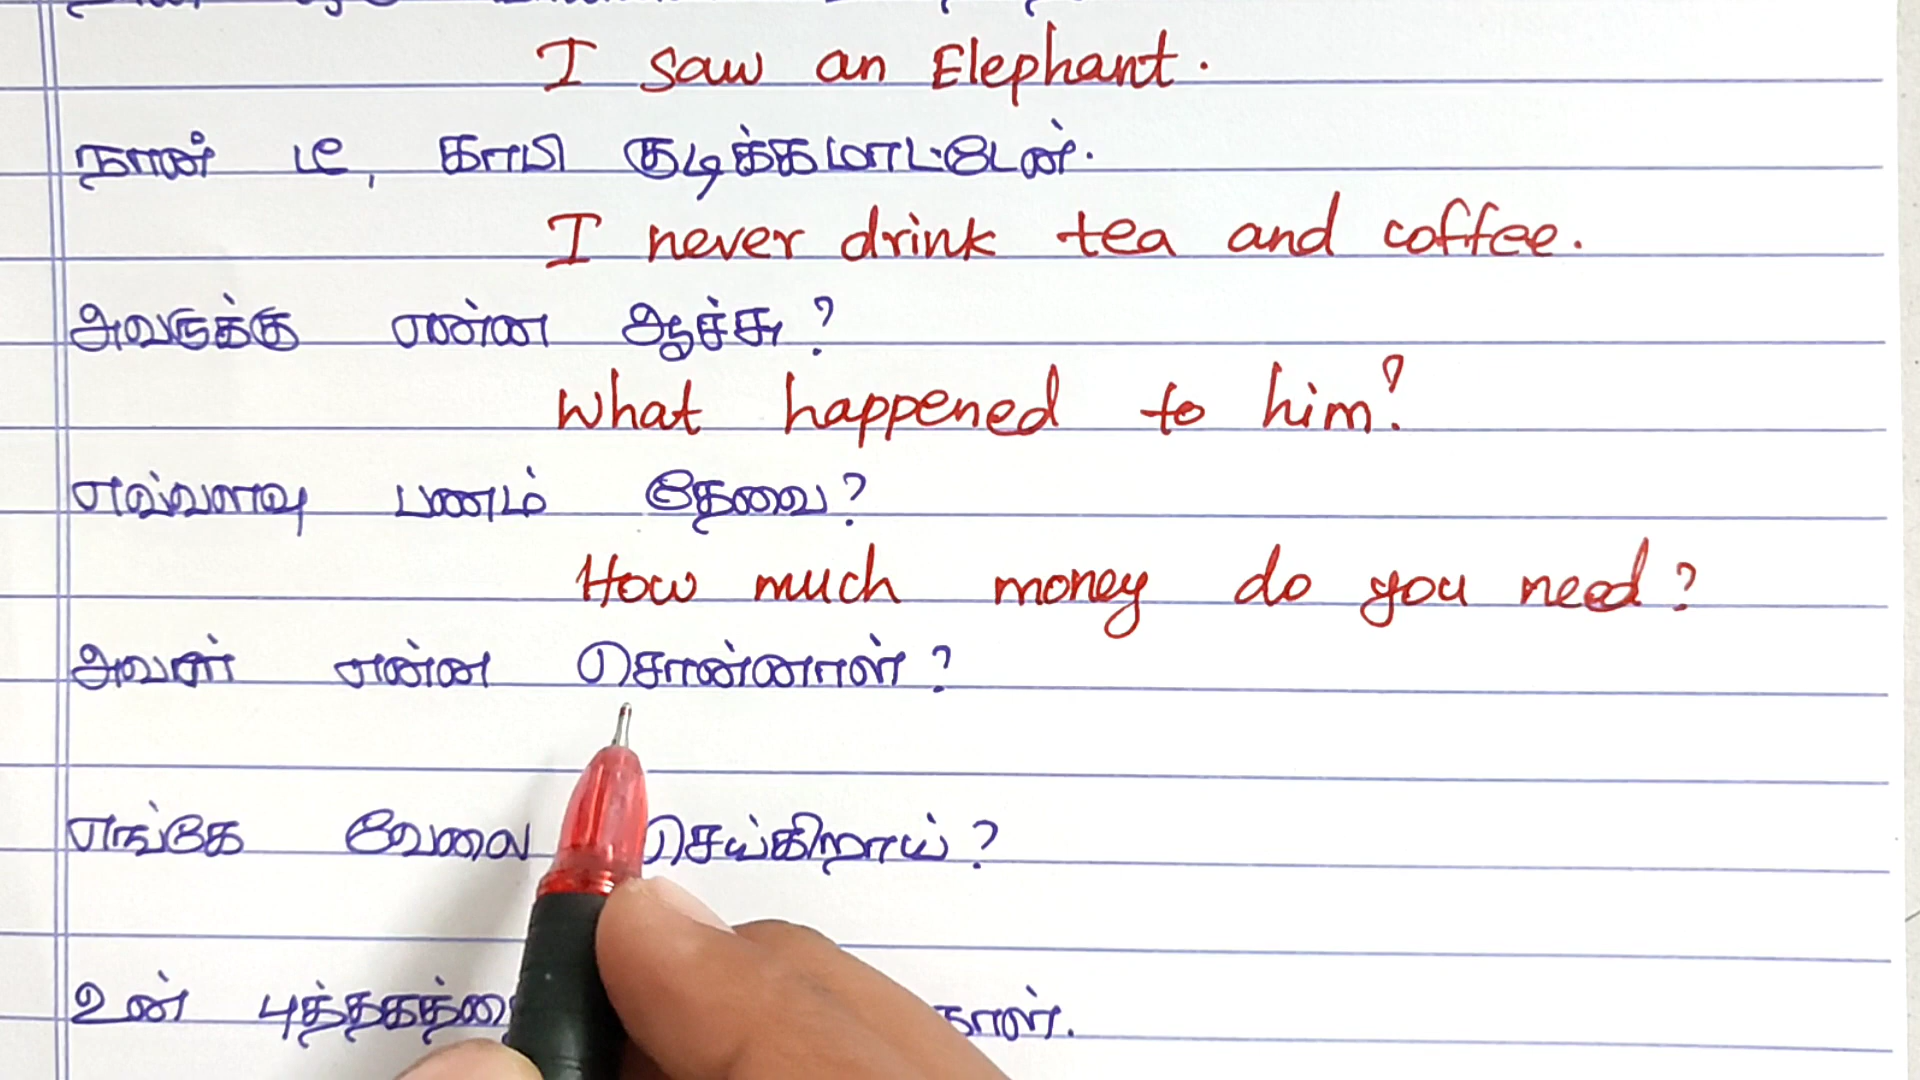 I saw an Elephant.
நான் டீ, காபி குடிக்கமாட்டேன்.
I never drink tea and coffee.
அவருக்கு என்ன ஆச்சு?
What happened to him?
எவ்வளவு பணம் தேவை?
How much money do you need?
அவன் என்ன சொன்னான்?
எங்கே வேலை செய்கிறாய்?
உன்